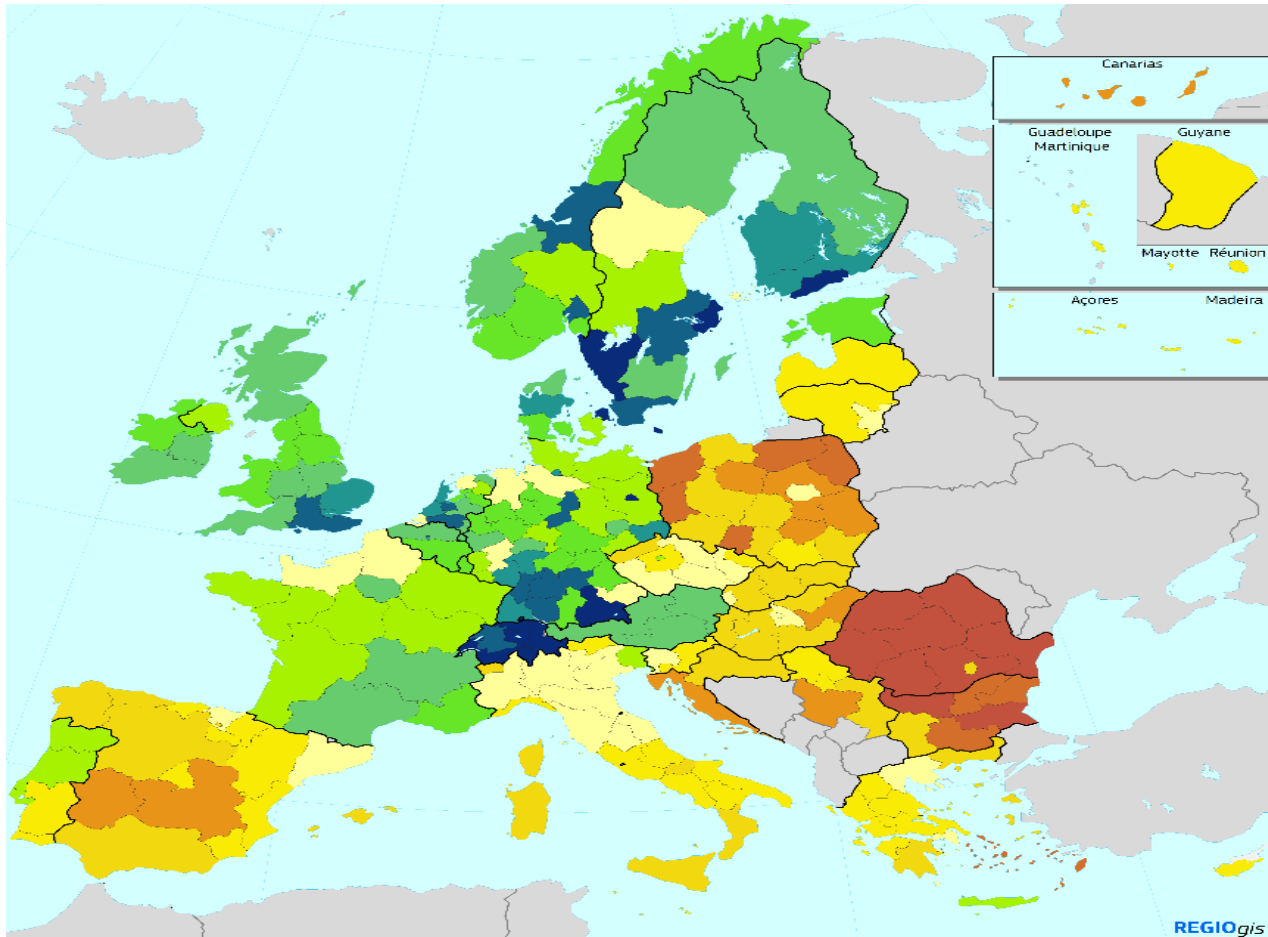 Canarias
Guadeloupe
Martinique
Guyane
Mayotte
Réunion
Açores
Madeira
REGIOgis